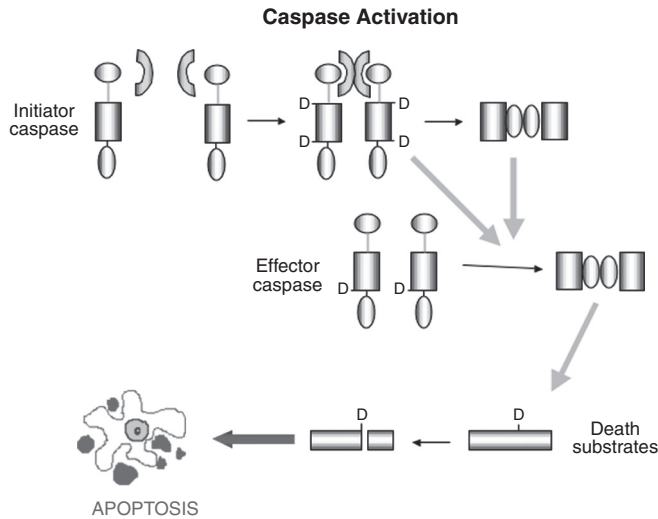 Caspase Activation
Initiator
caspase
D
D
D
D
Effector
caspase
D
D
D
D
Death
substrates
APOPTOSIS